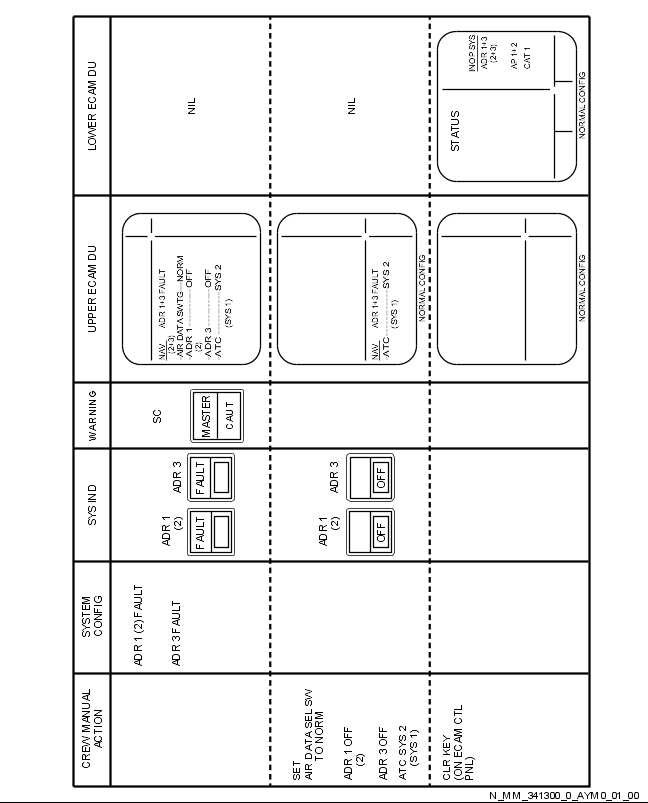 CREW MANUAL
ACTION
SYSTEM
CONFIG
SYS IND
WARNING
UPPER ECAM DU
LOWER ECAM DU
ADR 1 (2) FAULT
ADR 3 FAULT
ADR 1
(2)
FAULT
ADR 3
FAULT
SC
MASTER
CAUT
NAV ADR 1+3 FAULT
(2+3)
-AIR DATA SWTG---NORM
-ADR 1-----------OFF
(2)
-ADR 3-----------OFF
-ATC-------------SYS 2
(SYS 1)
NIL
SET
AIR DATA SEL SW
TO NORM
ADR 1 OFF
(2)
ADR 3 OFF
ATC SYS 2
(SYS 1)
ADR 1
(2)
OFF
ADR 3
OFF
NAV ADR 1+3 FAULT
(2+3)
-ATC-------------SYS 2
(SYS 1)
NORMAL CONFIG
NIL
CLR KEY
(ON ECAM CTL
PNL)
NORMAL CONFIG
STATUS
INOP SYS
ADR 1+3
(2+3)
AP 1+2
CAT 1
NORMAL CONFIG
N_MM_341300_0_AYM0_01_00